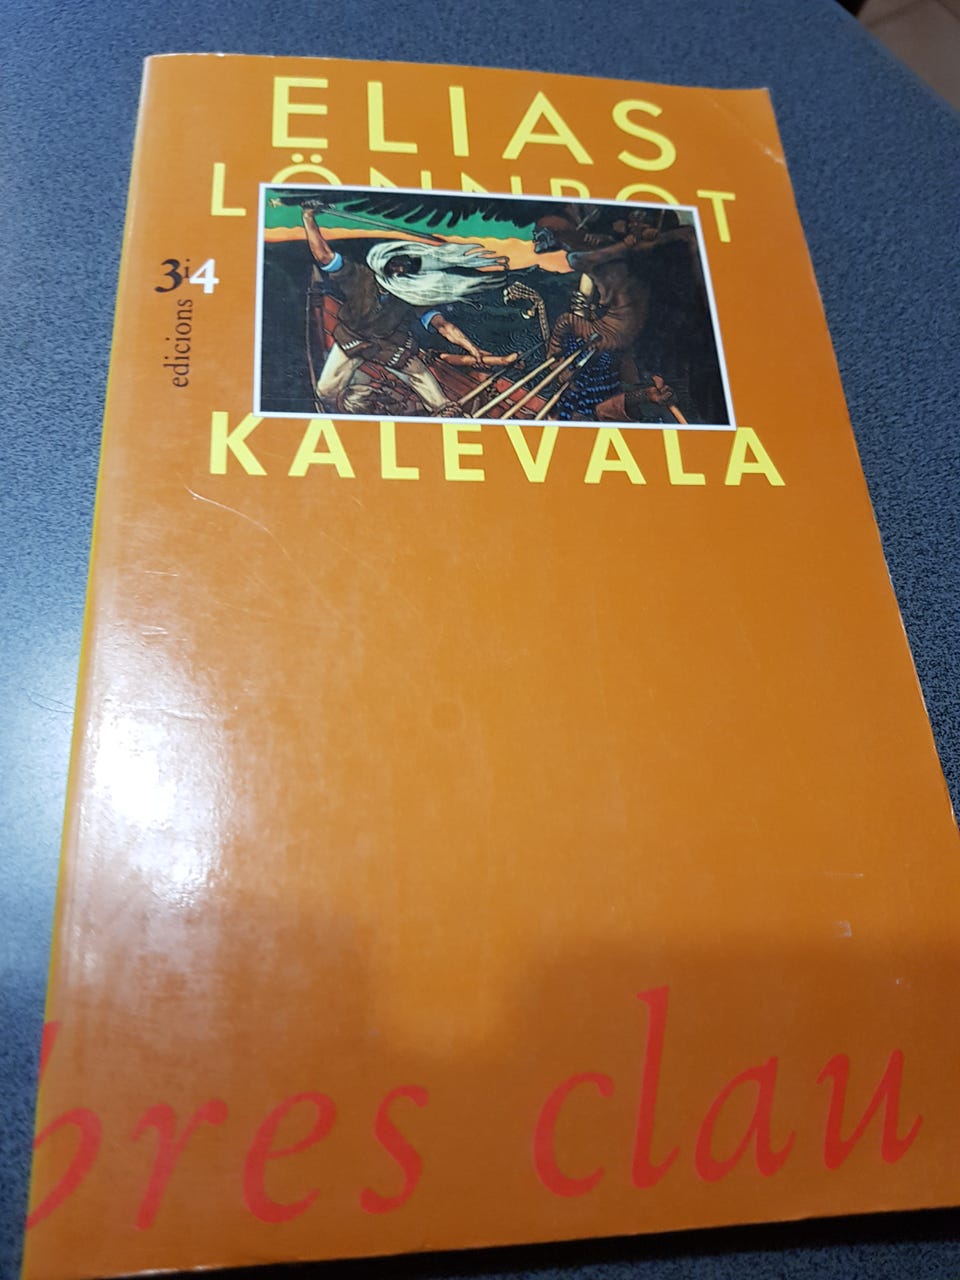 ELIAS
LÖNNROT
3i4
edicions
KALEVALA
bres clau